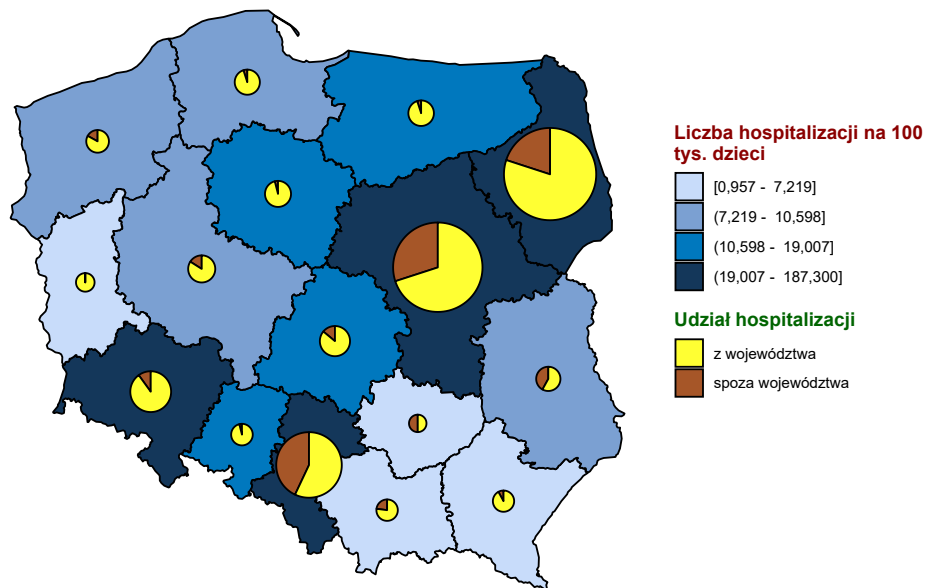 Liczba hospitalizacji na 100
tys. dzieci
[0,957 - 7,219]
(7,219 - 10,598]
(10,598 - 19,007]
(19,007 - 187,300]
Udział hospitalizacji
z województwa
spoza województwa